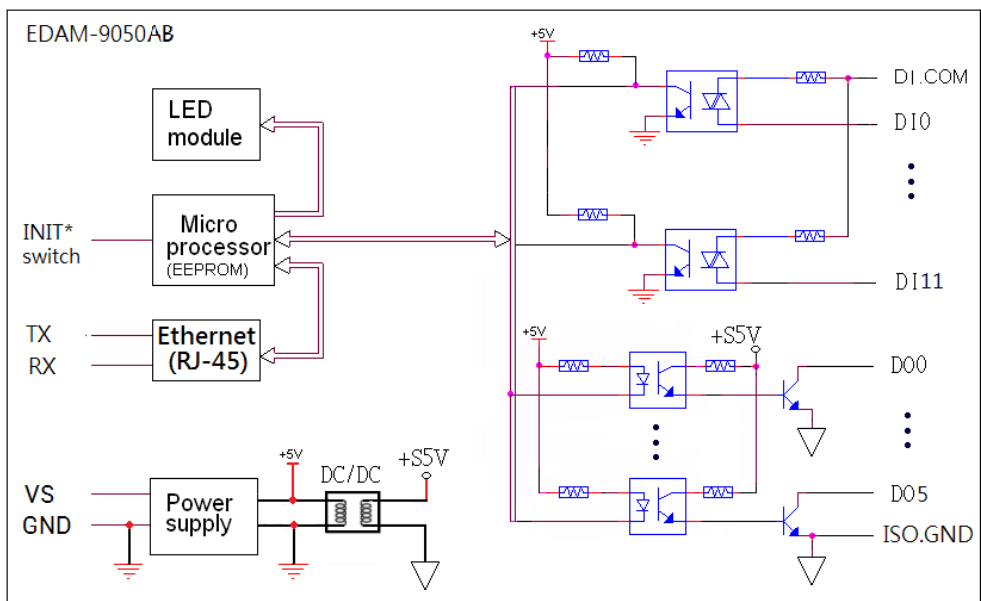 EDAM-9050AB
LED
module
INIT*
switch
Micro
processor
(EEPROM)
TX
RX
Ethernet
(RJ-45)
VS
GND
Power
supply
+5V
DC/DC
+S5V
+5V
DI.COM
DI0
DI11
+5V
+S5V
DO0
DO5
ISO.GND